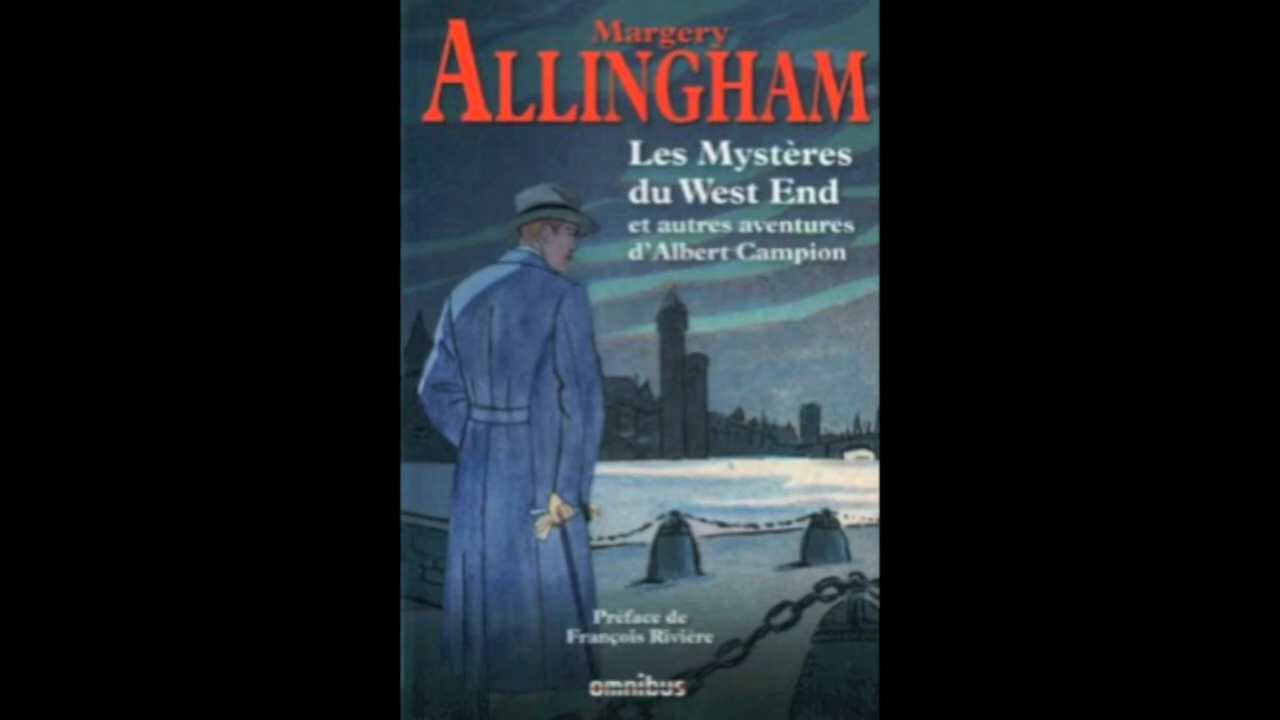 Margery
ALLINGHAM
Les Mystères
du West End
et autres aventures
d'Albert Campion
Préface de
François Rivière
omnibus